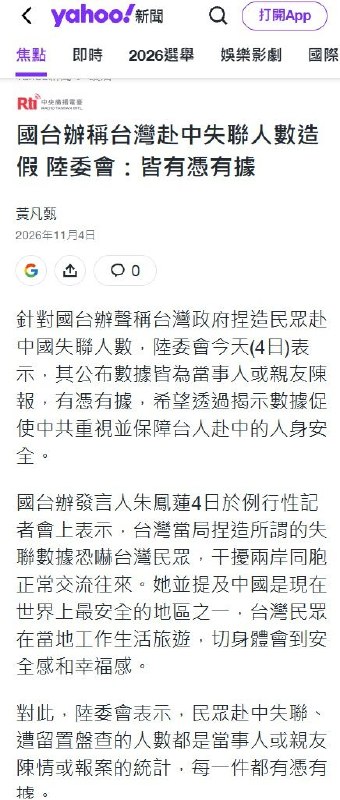 yahoo!新聞
打開App
焦點 即時 2026選舉 娛樂影劇 國際
Rti 中央廣播電臺
RADIO TAIWAN INTL
國台辦稱台灣赴中失聯人數造
假 陸委會：皆有憑有據
黃凡甄
2026年11月4日
G
0
針對國台辦聲稱台灣政府捏造民眾赴
中國失聯人數，陸委會今天(4日)表
示，其公布數據皆為當事人或親友陳
報，有憑有據，希望透過揭示數據促
使中共重視並保障台人赴中的人身安
全。
國台辦發言人朱鳳蓮4日於例行性記
者會上表示，台灣當局捏造所謂的失
聯數據恐嚇台灣民眾，干擾兩岸同胞
正常交流往來。她並提及中國是現在
世界上最安全的地區之一，台灣民眾
在當地工作生活旅遊，切身體會到安
全感和幸福感。
對此，陸委會表示，民眾赴中失聯、
遭留置盤查的人數都是當事人或親友
陳情或報案的統計，每一件都有憑有
據。